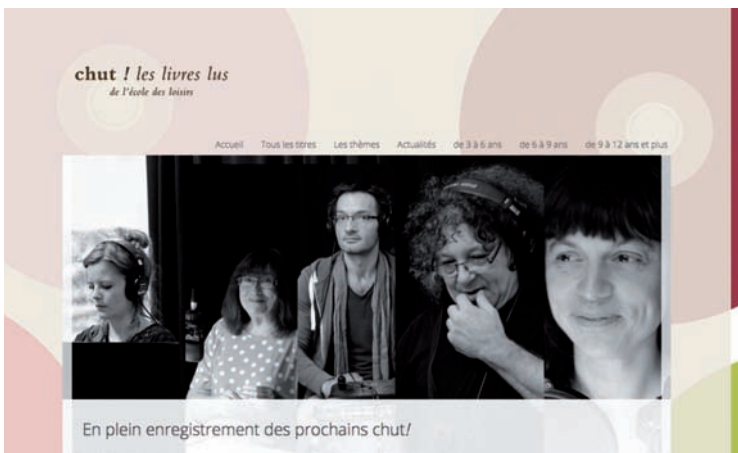 chut ! les livres lus
de l'école des loisirs
Accueil Tous les titres Les thèmes Actualités de 3 à 6 ans de 6 à 9 ans de 9 à 12 ans et plus
En plein enregistrement des prochains chut!